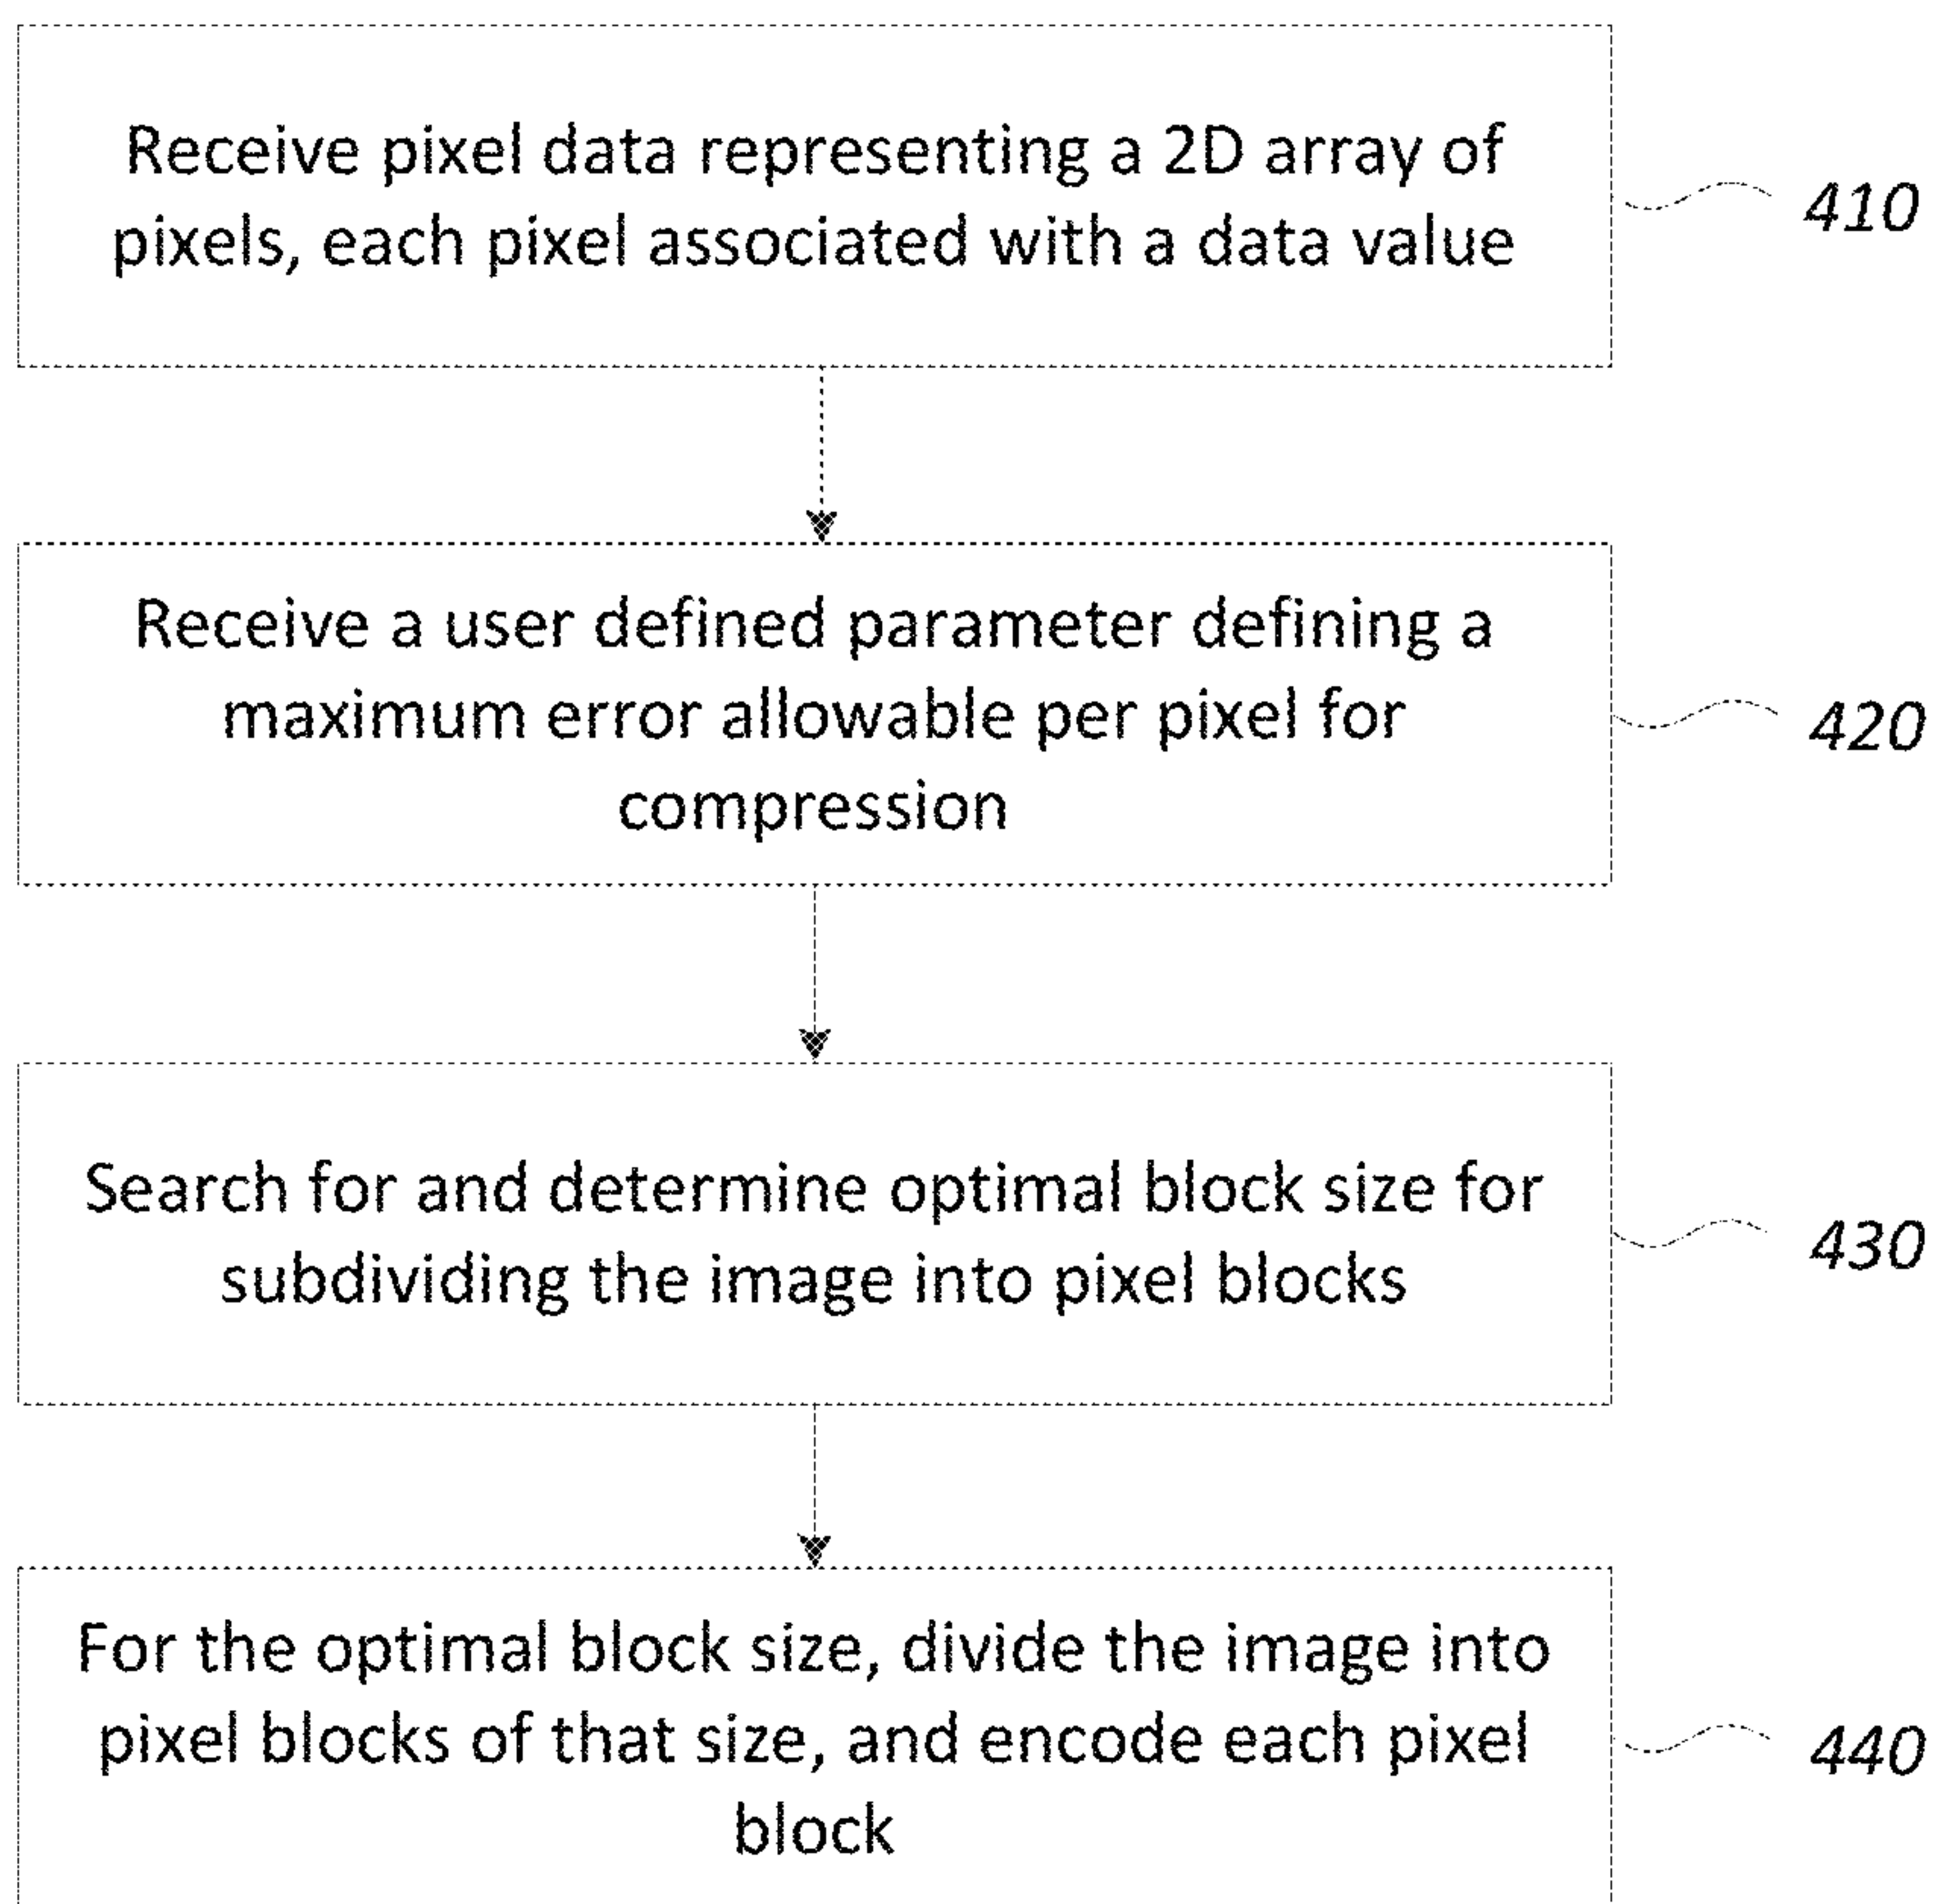 Receive pixel data representing a 2D array of
pixels, each pixel associated with a data value
410
Receive a user defined parameter defining a
maximum error allowable per pixel for
compression
420
Search for and determine optimal block size for
subdividing the image into pixel blocks
430
For the optimal block size, divide the image into
pixel blocks of that size, and encode each pixel
block
440